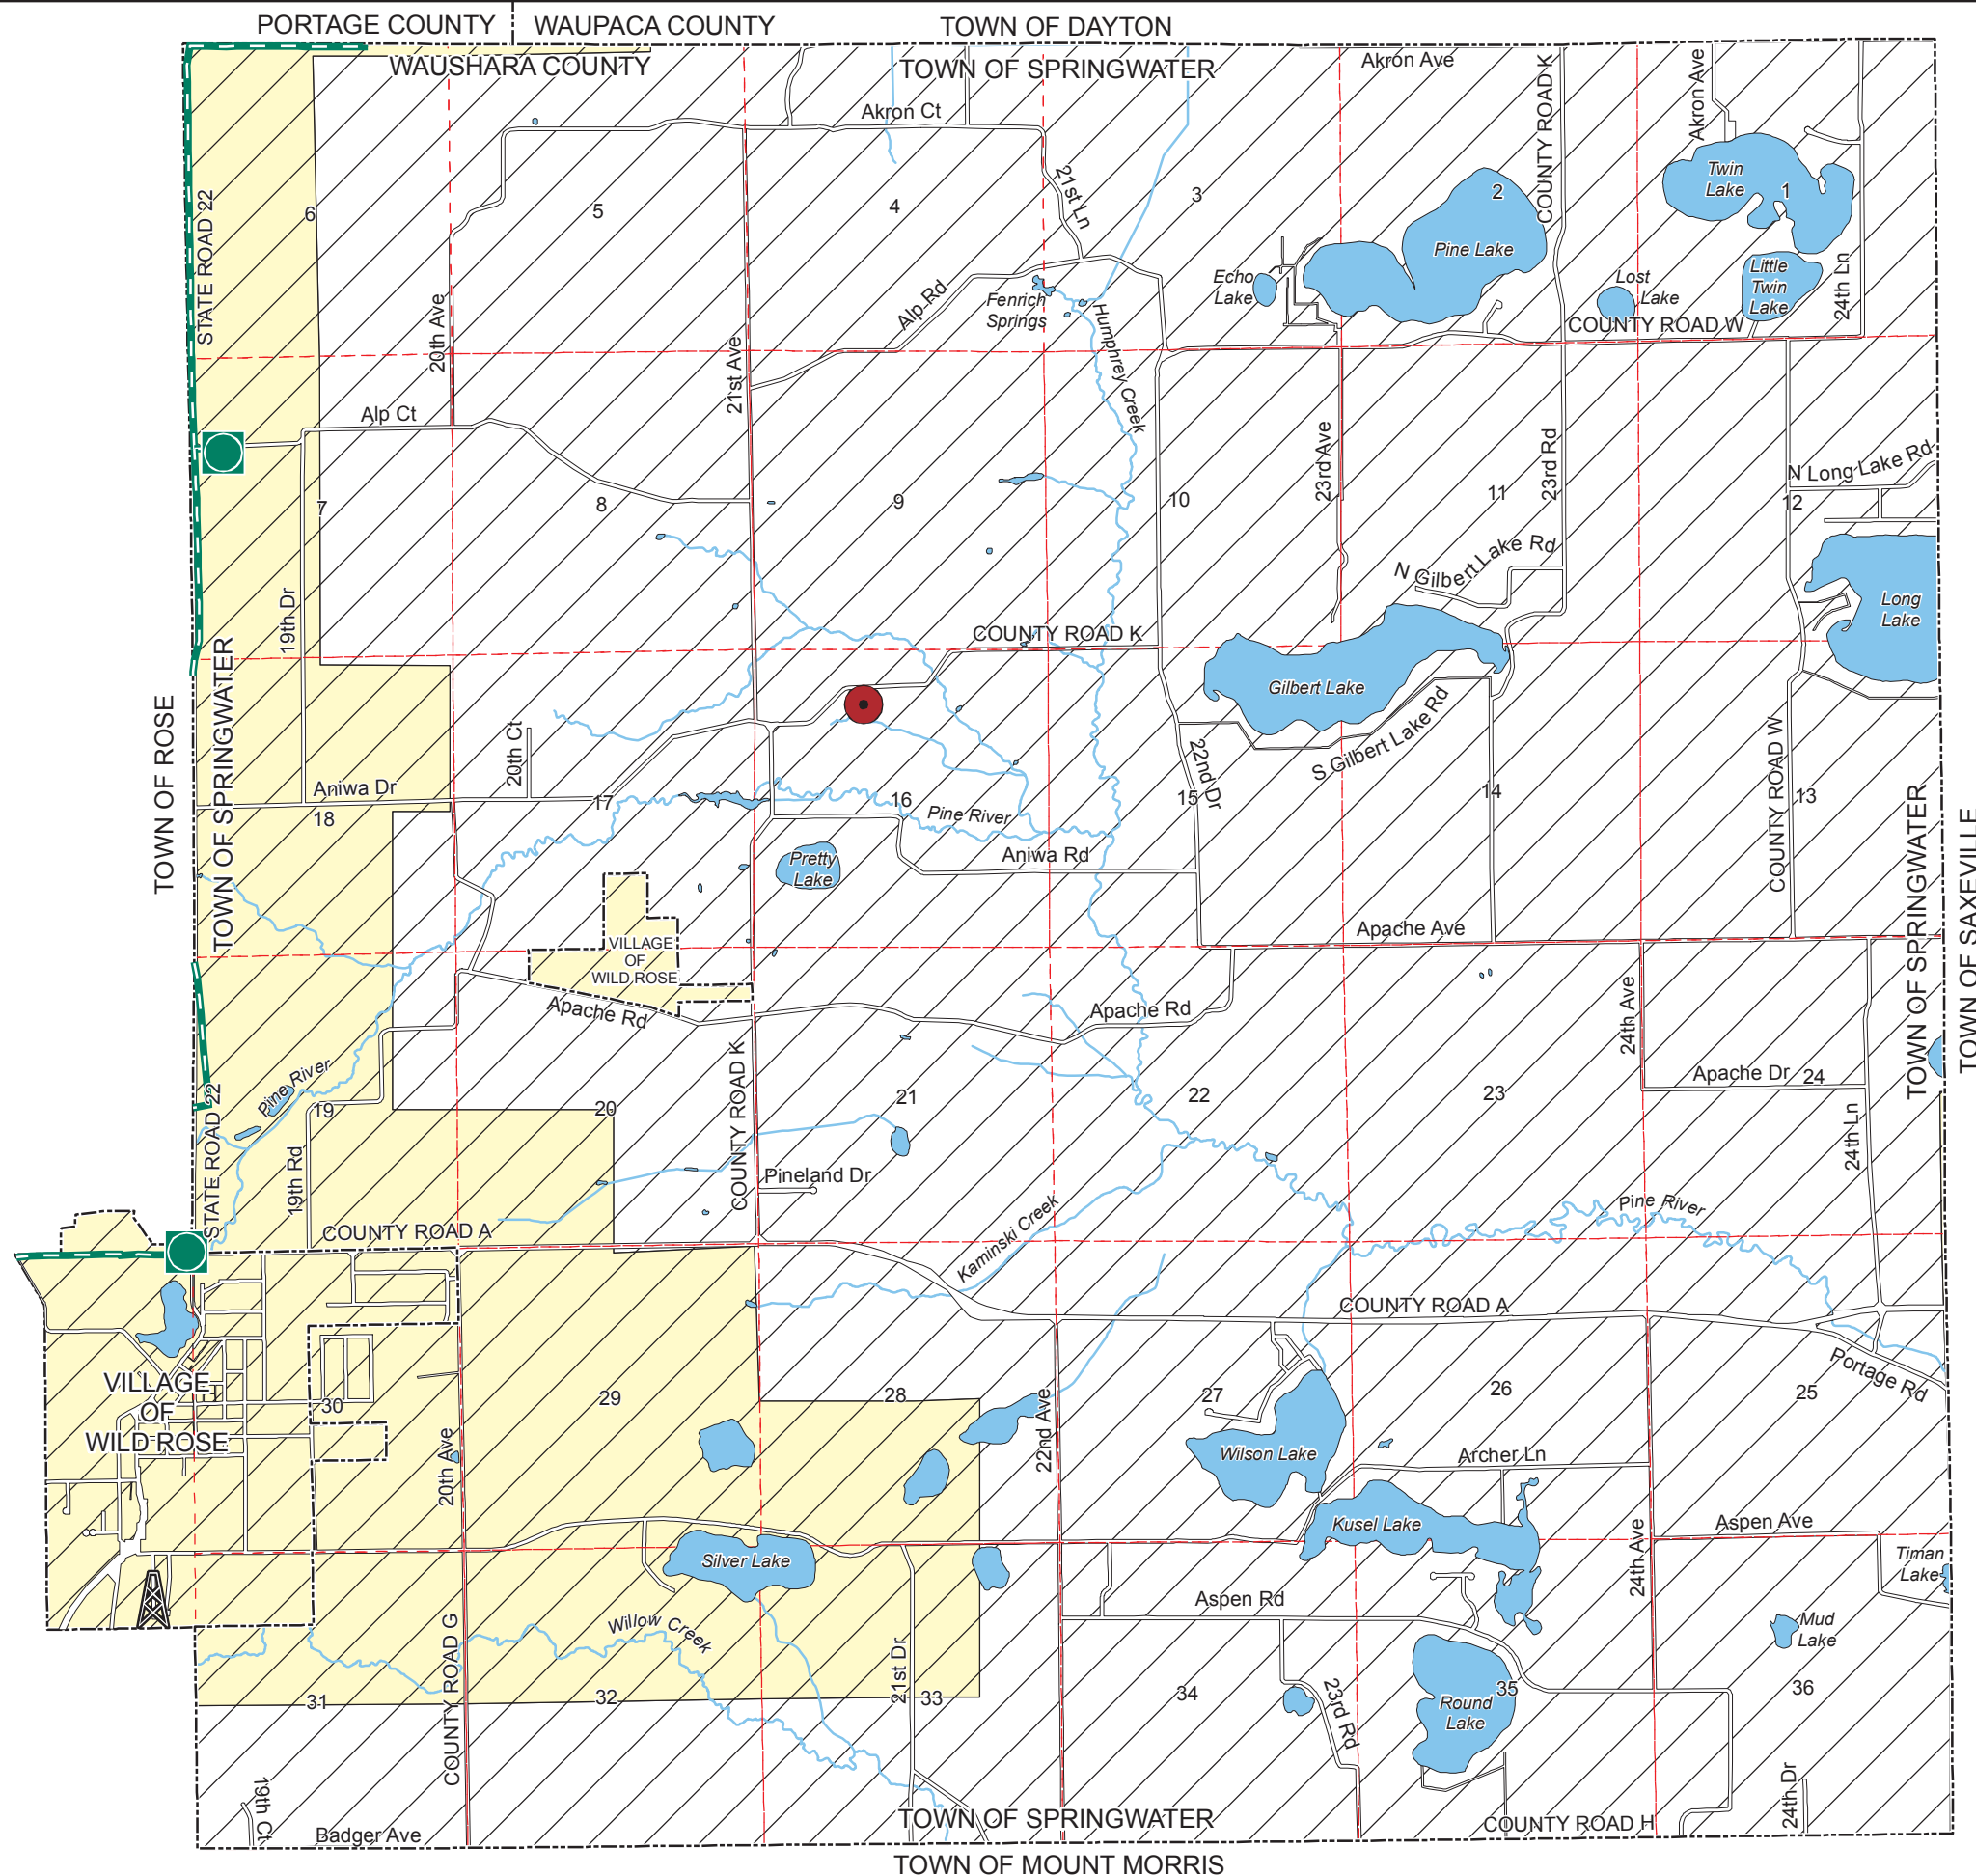 PORTAGE COUNTY
WAUPACA COUNTY
TOWN OF DAYTON
WAUSHARA COUNTY
TOWN OF SPRINGWATER
Akron Ave
COUNTY ROAD K
Akron Ave
Akron Ct
21st Ln
STATE ROAD 22
6
5
4
3
2
1
Twin
Lake
Pine Lake
Echo
Lake
Lost
Lake
Little
Twin
Lake
24th Ln
20th Ave
21st Ave
Alp Rd
Fenrich
Springs
Humphrey Creek
COUNTY ROAD W
Alp Ct
23rd Ave
23rd Rd
N Long Lake Rd
7
8
9
10
11
12
N Gilbert Lake Rd
Long
Lake
19th Dr
COUNTY ROAD K
Gilbert Lake
S Gilbert Lake Rd
TOWN OF ROSE
TOWN OF SPRINGWATER
20th Ct
22nd Dr
COUNTY ROAD W
Aniwa Dr
18
17
16
15
14
13
Pine River
Pretty
Lake
Aniwa Rd
TOWN OF SPRINGWATER
TOWN OF SAXEVILLE
VILLAGE
OF
WILD ROSE
Apache Ave
Apache Rd
Apache Rd
24th Ave
Apache Dr
24
Pine River
19
20
21
22
23
STATE ROAD 22
COUNTY ROAD K
24th Ln
19th Rd
Pineland Dr
Kaminski Creek
Pine River
COUNTY ROAD A
COUNTY ROAD A
Portage Rd
VILLAGE
OF
WILD ROSE
30
29
28
27
26
25
20th Ave
22nd Ave
Wilson Lake
Archer Ln
Kusel Lake
Aspen Ave
24th Ave
Silver Lake
Timan
Lake
Aspen Rd
Willow Creek
Mud
Lake
COUNTY ROAD G
21st Dr
31
32
33
34
35
36
23rd Rd
Round
Lake
19th Ct
Badger Ave
TOWN OF SPRINGWATER
COUNTY ROAD H
24th Dr
TOWN OF MOUNT MORRIS